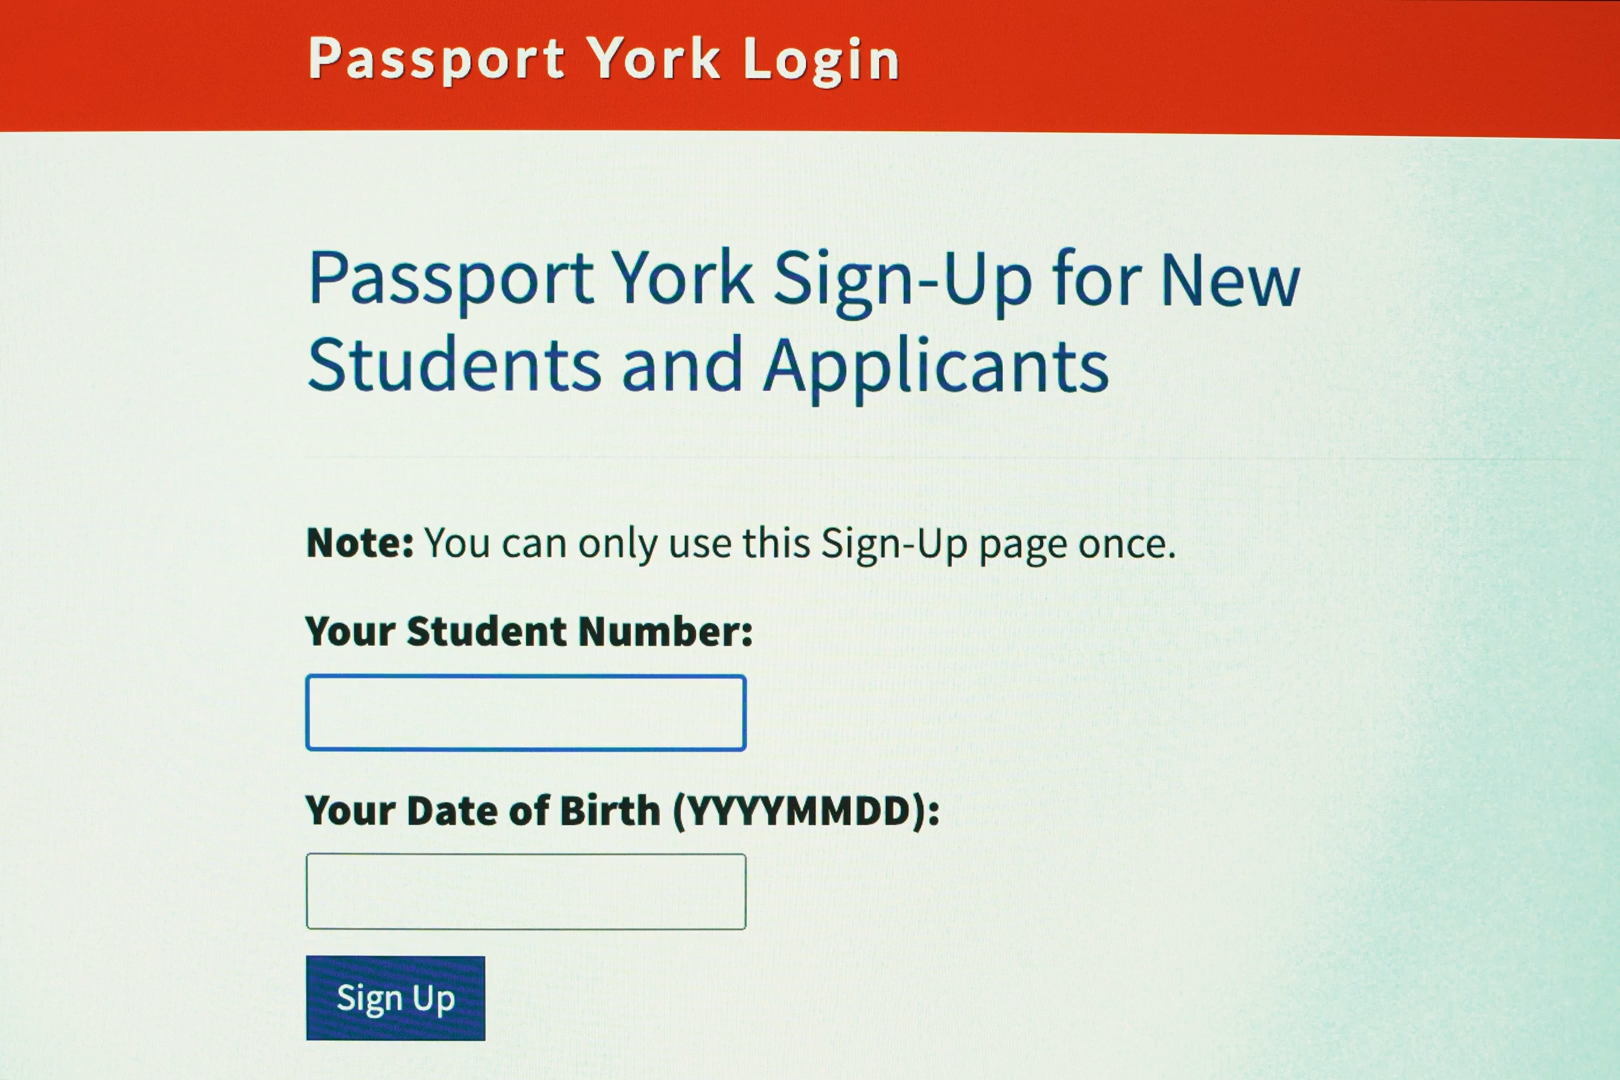 Passport York Login
Passport York Sign-Up for New
Students and Applicants
Note: You can only use this Sign-Up page once.
Your Student Number:
Your Date of Birth (YYYYMMDD):
Sign Up